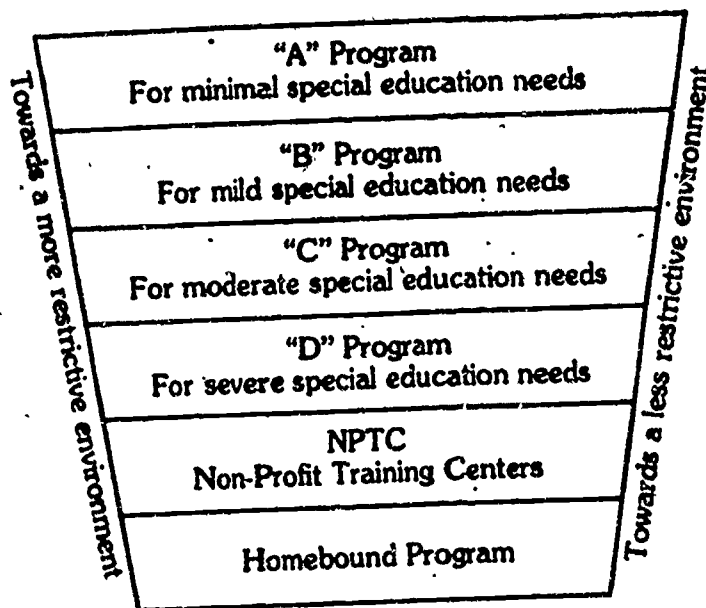 "A" Program
For minimal special education needs
"B" Program
For mild special education needs
"C" Program
For moderate special education needs
"D" Program
For severe special education needs
NPTC
Non-Profit Training Centers
Homebound Program
Towards a more restrictive environment
Towards a less restrictive environment